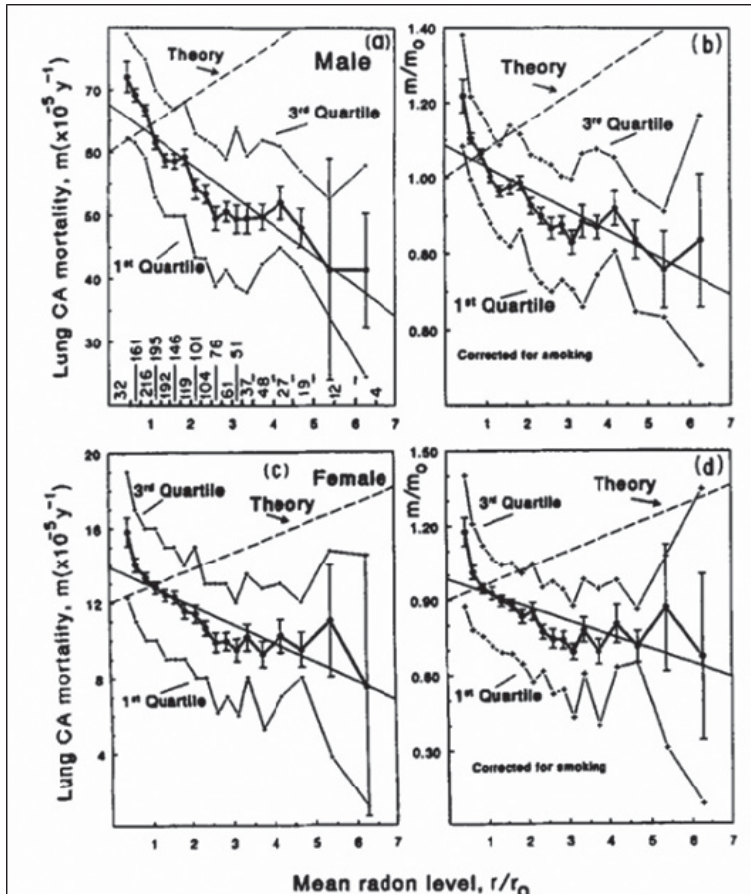 (a)
Male
Theory
3rd Quartile
1st Quartile
Lung CA mortality, m(x10-5 y-1)
70
60
50
40
30
32 161 216 195 192 146 119 101 104 76 61 51 37 48 27 19 12 4
1 2 3 4 5 6 7
(b)
m/mo
Theory
3rd Quartile
1st Quartile
Corrected for smoking
1.40
1.20
1.00
0.80
0.60
1 2 3 4 5 6 7
(c)
Female
3rd Quartile
Theory
1st Quartile
Lung CA mortality, m(x10-5 y-1)
20
16
12
8
4
1 2 3 4 5 6 7
(d)
m/mo
3rd Quartile
Theory
1st Quartile
Corrected for smoking
1.50
1.20
0.90
0.60
0.30
1 2 3 4 5 6 7
Mean radon level, r/ro